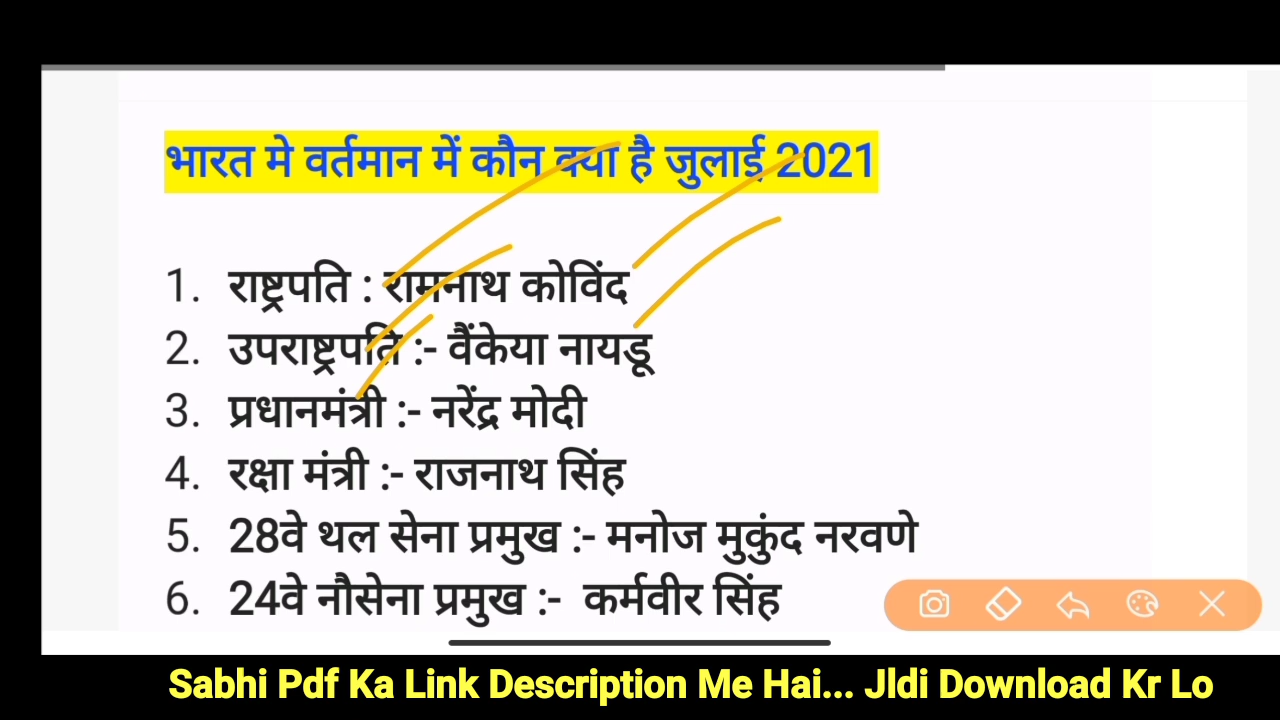 भारत मे वर्तमान में कौन क्या है जुलाई 2021
1. राष्ट्रपति : रामनाथ कोविंद
2. उपराष्ट्रपति :- वैंकेया नायडू
3. प्रधानमंत्री :- नरेंद्र मोदी
4. रक्षा मंत्री :- राजनाथ सिंह
5. 28वे थल सेना प्रमुख :- मनोज मुकुंद नरवणे
6. 24वे नौसेना प्रमुख :- कर्मवीर सिंह
Sabhi Pdf Ka Link Description Me Hai... Jldi Download Kr Lo